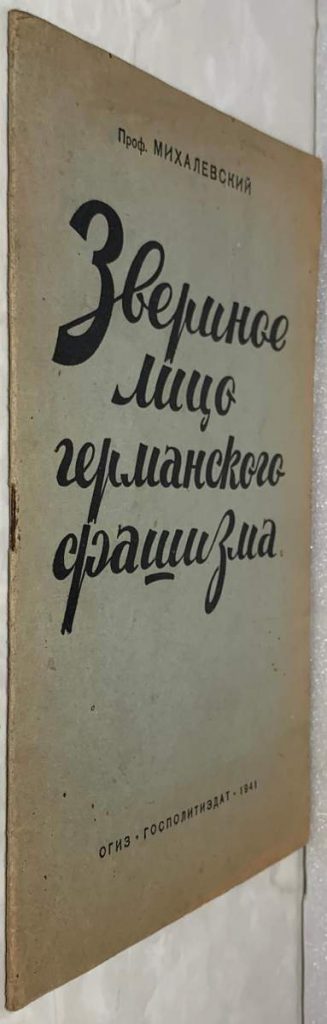 Проф. МИХАЛЕВСКИЙ
Звериное
лицо
германского
фашизма
ОГИЗ • ГОСПОЛИТИЗДАТ • 1941